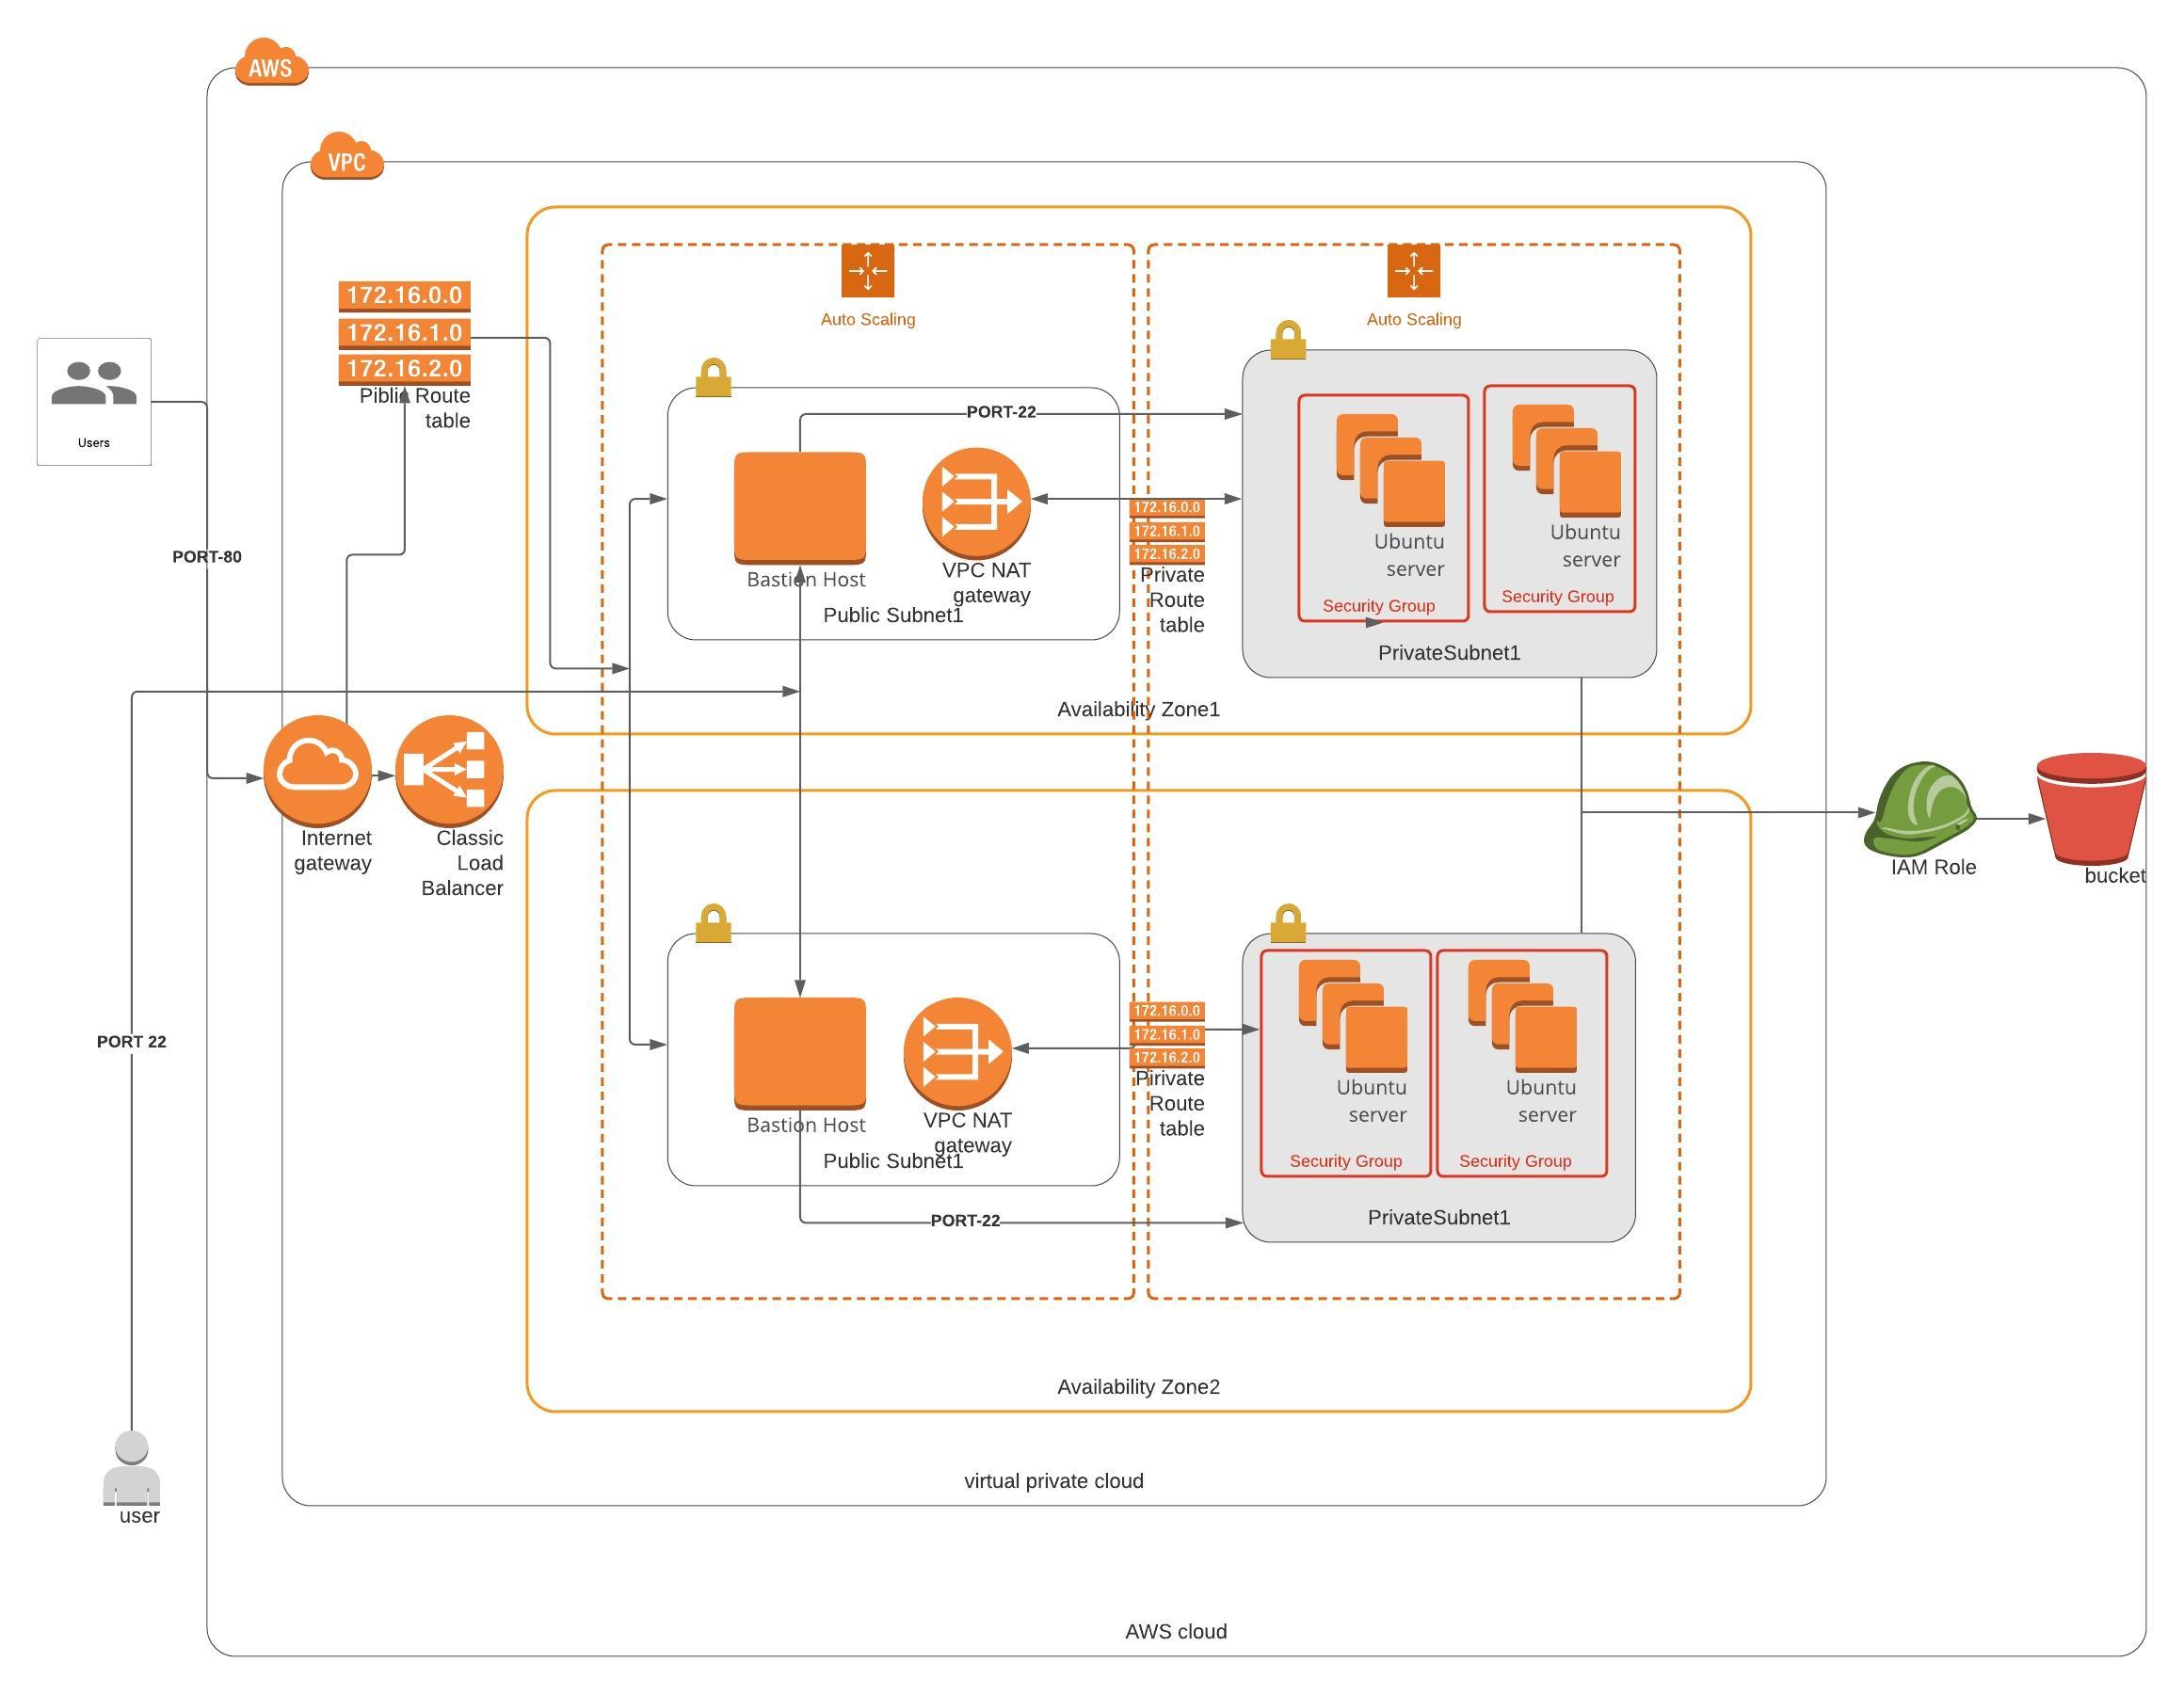 AWS
VPC
172.16.0.0
172.16.1.0
172.16.2.0
Piblic Route
table
Users
PORT-80
Auto Scaling
Auto Scaling
PORT-22
Bastion Host
VPC NAT
gateway
Public Subnet1
172.16.0.0
172.16.1.0
172.16.2.0
Private
Route
table
Ubuntu
server
Security Group
Ubuntu
server
Security Group
PrivateSubnet1
Availability Zone1
Internet
gateway
Classic
Load
Balancer
IAM Role
bucket
PORT 22
Bastion Host
VPC NAT
gateway
Public Subnet1
172.16.0.0
172.16.1.0
172.16.2.0
Pirivate
Route
table
Ubuntu
server
Security Group
Ubuntu
server
Security Group
PrivateSubnet1
PORT-22
Availability Zone2
virtual private cloud
user
AWS cloud